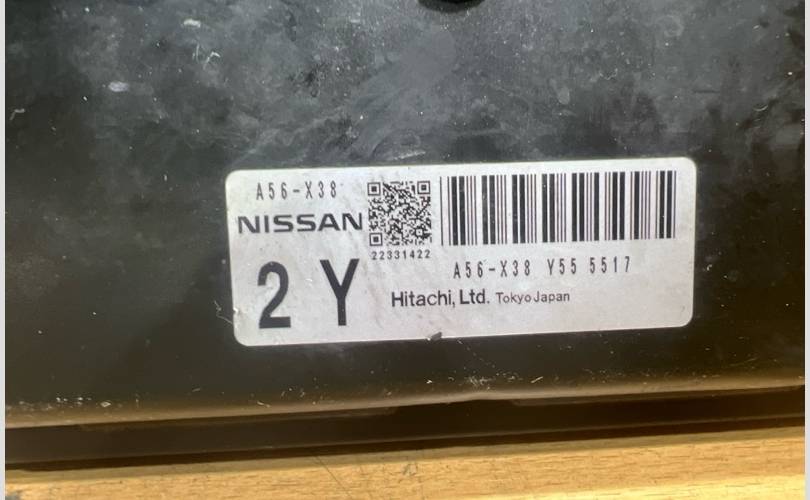 A56-X38
NISSAN
22331422
2 Y
A56-X38 Y55 5517
Hitachi, Ltd. Tokyo Japan